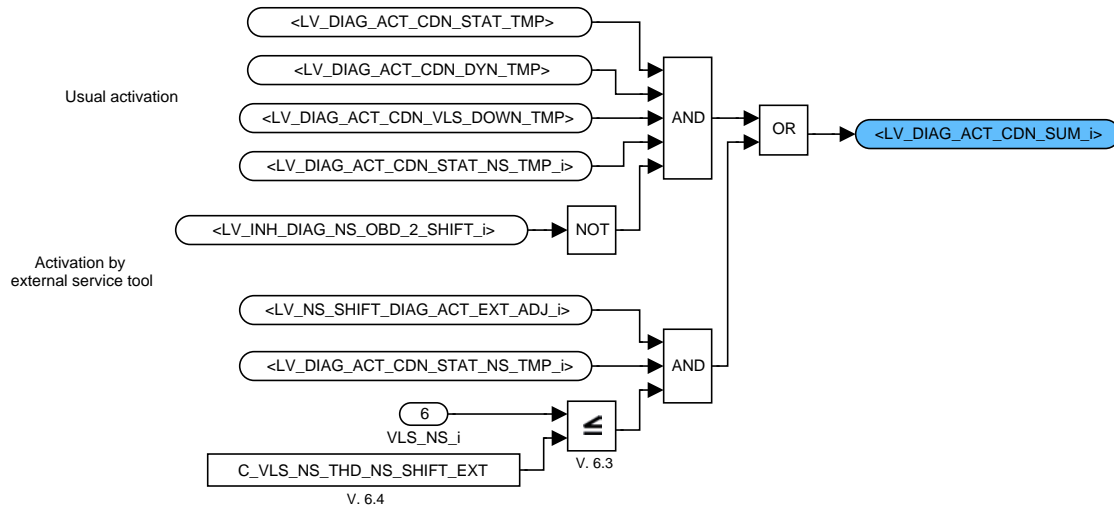 <LV_DIAG_ACT_CDN_STAT_TMP>
<LV_DIAG_ACT_CDN_DYN_TMP>
Usual activation
<LV_DIAG_ACT_CDN_VLS_DOWN_TMP>
AND
OR
<LV_DIAG_ACT_CDN_SUM_i>
<LV_DIAG_ACT_CDN_STAT_NS_TMP_i>
<LV_INH_DIAG_NS_OBD_2_SHIFT_i>
NOT
Activation by
external service tool
<LV_NS_SHIFT_DIAG_ACT_EXT_ADJ_i>
<LV_DIAG_ACT_CDN_STAT_NS_TMP_i>
AND
6
VLS_NS_i
≤
V. 6.3
C_VLS_NS_THD_NS_SHIFT_EXT
V. 6.4